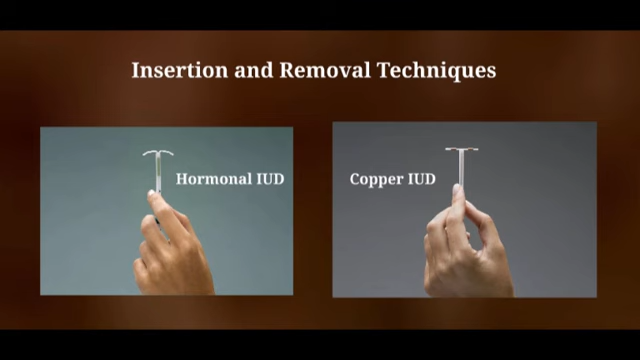 Insertion and Removal Techniques
Hormonal IUD
Copper IUD